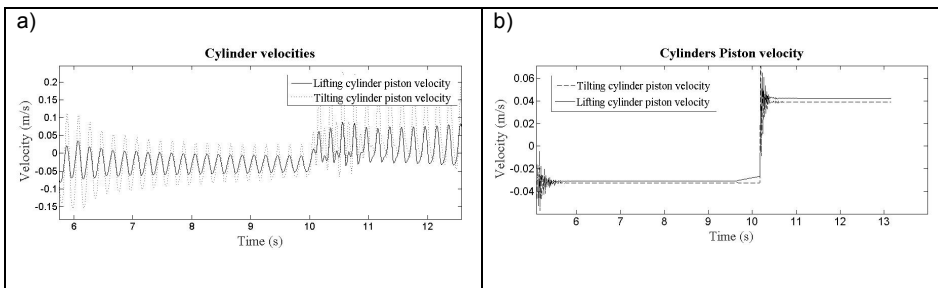 a)
Cylinder velocities
Lifting cylinder piston velocity
Tilting cylinder piston velocity
Velocity (m/s)
0.2
0.15
0.1
0.05
0
-0.05
-0.1
-0.15
6 7 8 9 10 11 12
Time (s)
b)
Cylinders Piston velocity
Tilting cylinder piston velocity
Lifting cylinder piston velocity
Velocity (m/s)
0.06
0.04
0.02
0
-0.02
-0.04
6 7 8 9 10 11 12 13
Time (s)